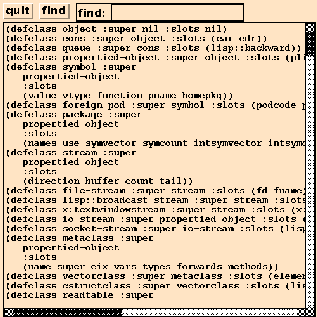 quit find find:
(defclass object :super nil :slots nil)
(defclass cons :super object :slots (car cdr))
(defclass queue :super cons :slots (lisp::backward))
(defclass propertied-object :super object :slots (pl
(defclass symbol :super
propertied-object
:slots
(value vtype function pname homepkg))
(defclass foreign-pod :super symbol :slots (podcode p
(defclass package :super
propertied-object
:slots
(names use symvector symcount intsymvector intsymc
(defclass stream :super
propertied-object
:slots
(direction buffer count tail))
(defclass file-stream :super stream :slots (fd fname)
(defclass lisp::broadcast-stream :super stream :slots
(defclass x:textwindowstream :super stream :slots (x:
(defclass io-stream :super propertied-object :slots (
(defclass socket-stream :super io-stream :slots (lisp
(defclass metaclass :super
propertied-object
:slots
(name super cix vars types forwards methods))
(defclass vectorclass :super metaclass :slots (elemen
(defclass cstructclass :super vectorclass :slots (lis
(defclass readtable :super